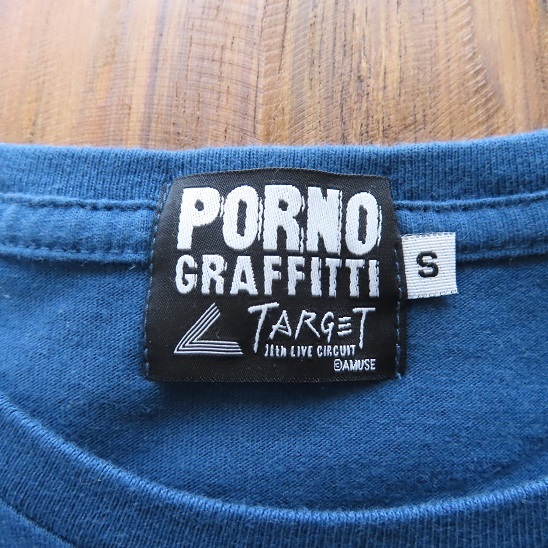 PORNO
GRAFFITTI
TARGET
11th LIVE CIRCUIT
©AMUSE
S